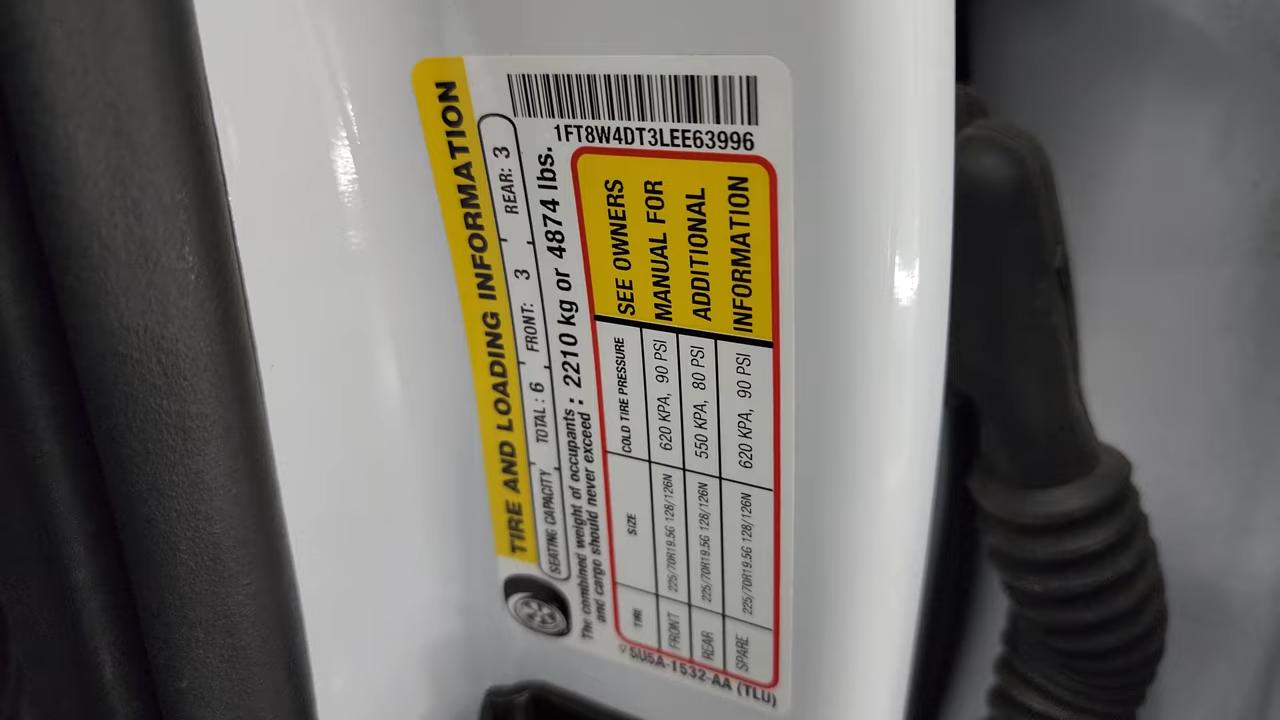 TIRE AND LOADING INFORMATION
SEATING CAPACITY TOTAL : 6 FRONT: 3 REAR: 3
The combined weight of occupants
and cargo should never exceed : 2210 kg or 4874 lbs.
TIRE SIZE COLD TIRE PRESSURE
FRONT 225/70R19.5G 128/126N 620 KPA, 90 PSI
REAR 225/70R19.5G 128/126N 550 KPA, 80 PSI
SPARE 225/70R19.5G 128/126N 620 KPA, 90 PSI
SEE OWNERS
MANUAL FOR
ADDITIONAL
INFORMATION
1FT8W4DT3LEE63996
5U5A-1532-AA (TLU)